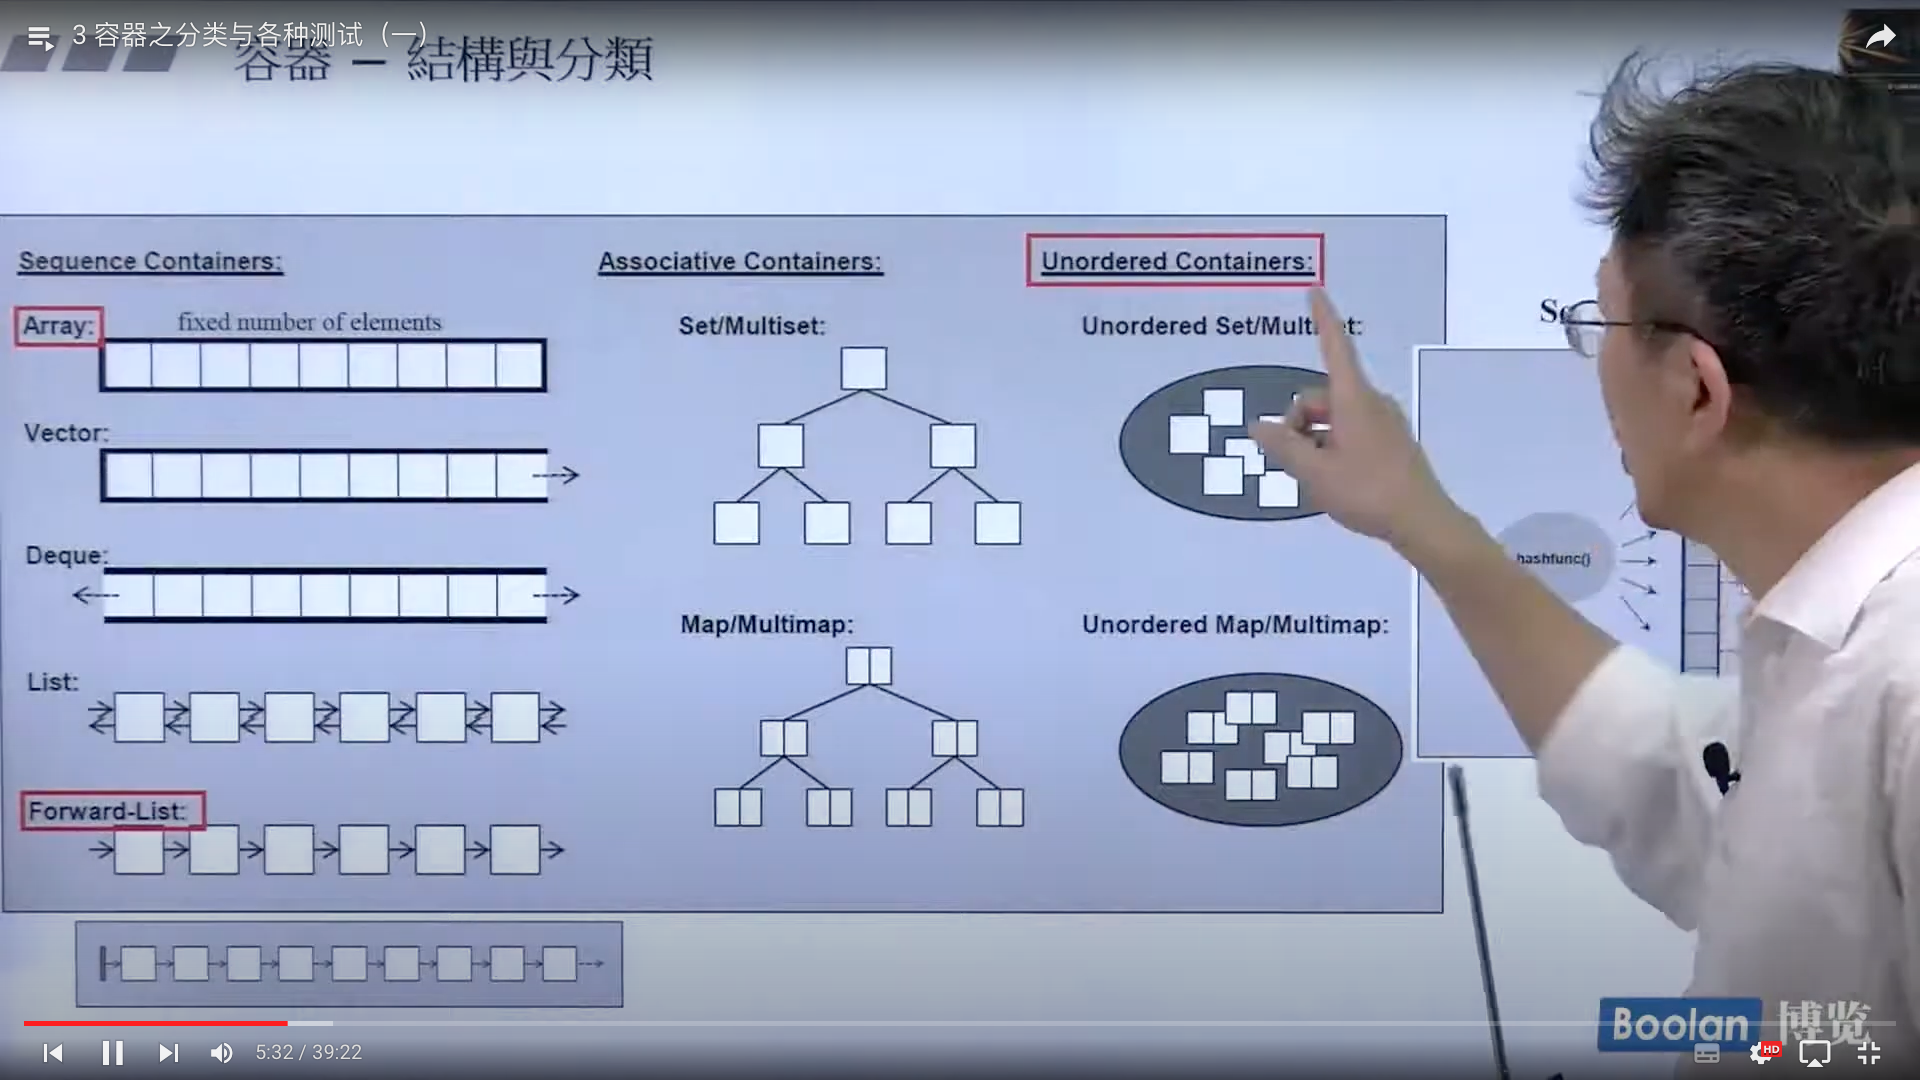 3 容器之分类与各种测试（一）
容器 － 結構與分類
Sequence Containers:
Associative Containers:
Unordered Containers:
Array:
fixed number of elements
Set/Multiset:
Unordered Set/Mult et:
Vector:
Deque:
hashfunc()
Map/Multimap:
Unordered Map/Multimap:
List:
Forward-List:
Boolan 博览
5:32 / 39:22
HD